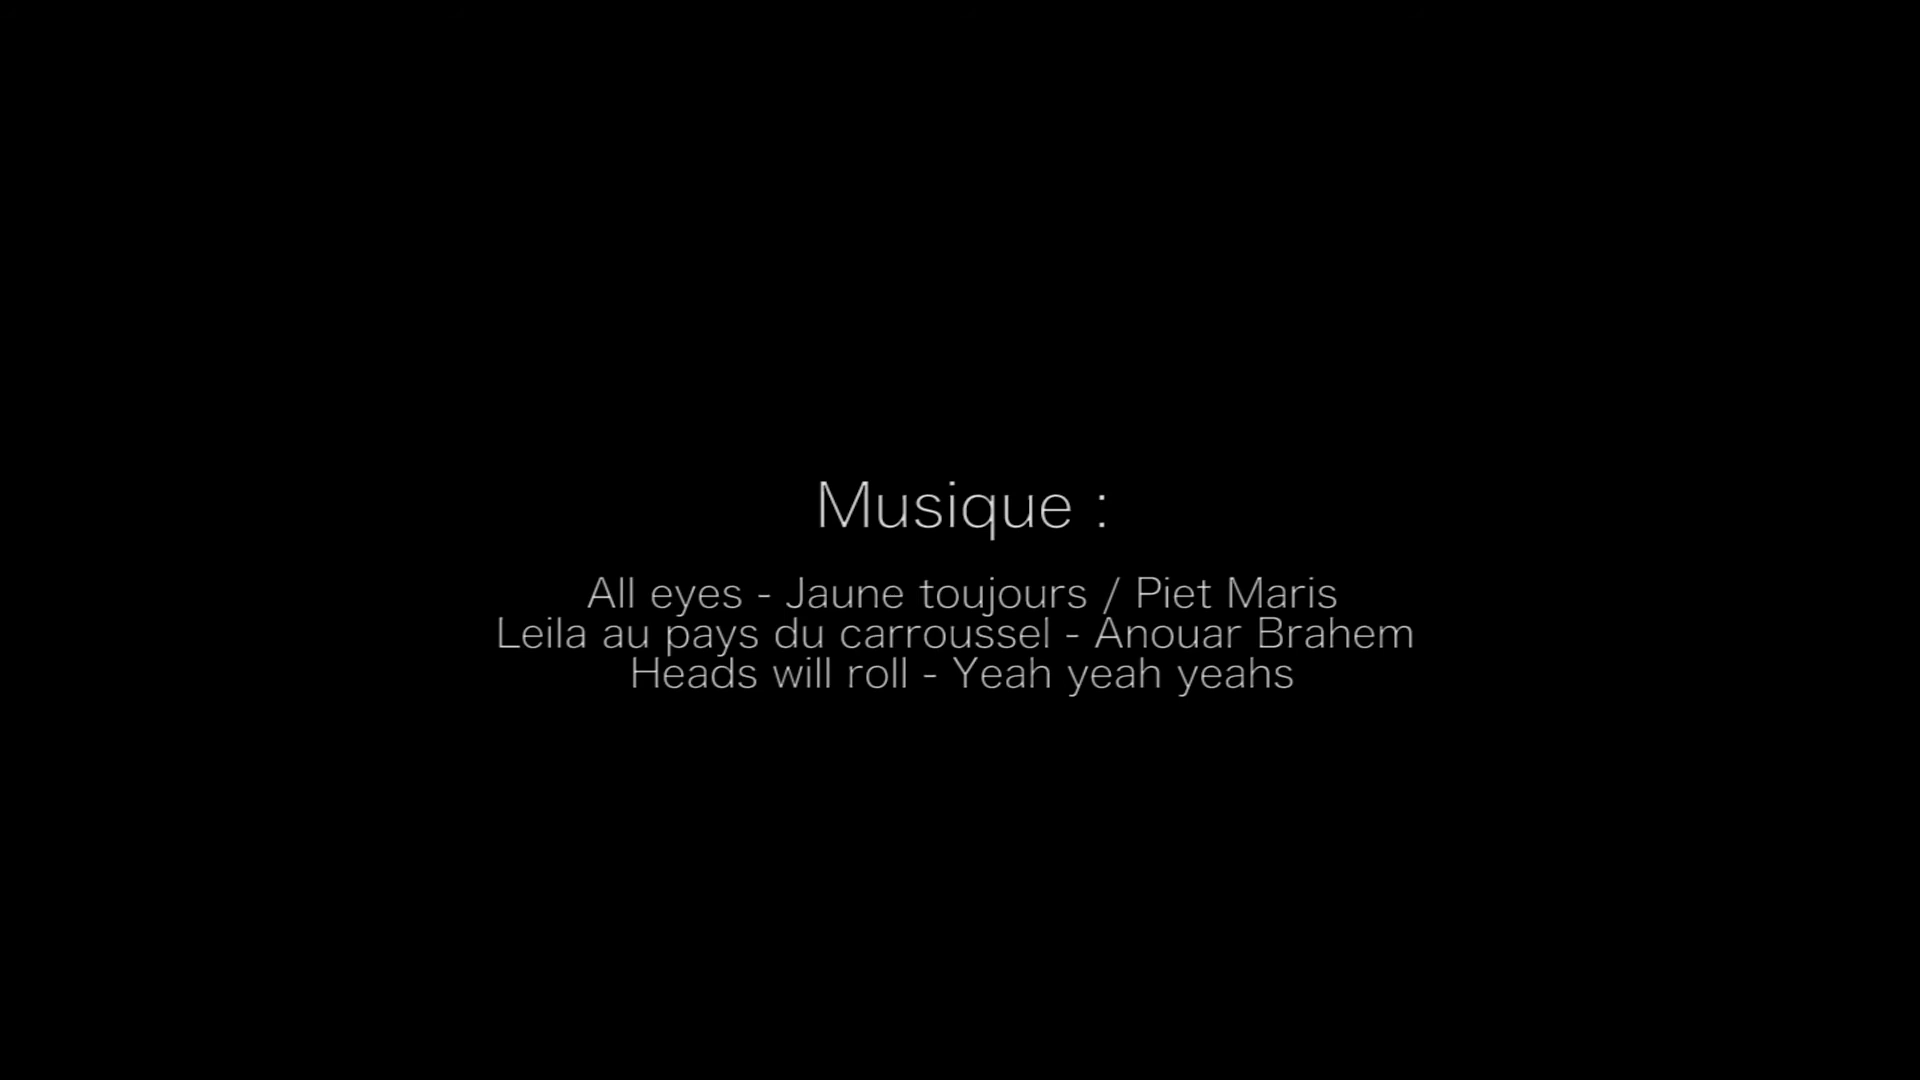 Musique :
All eyes - Jaune toujours / Piet Maris
Leila au pays du carroussel - Anouar Brahem
Heads will roll - Yeah yeah yeahs